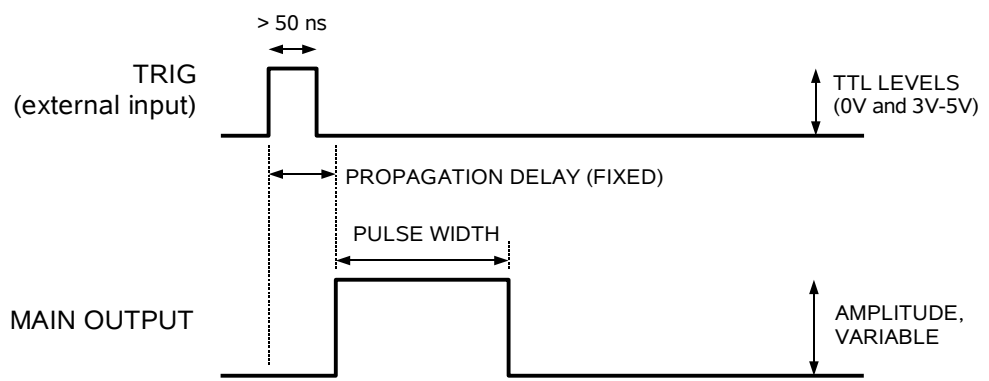 > 50 ns
TRIG
(external input)
TTL LEVELS
(0V and 3V-5V)
PROPAGATION DELAY (FIXED)
PULSE WIDTH
MAIN OUTPUT
AMPLITUDE,
VARIABLE